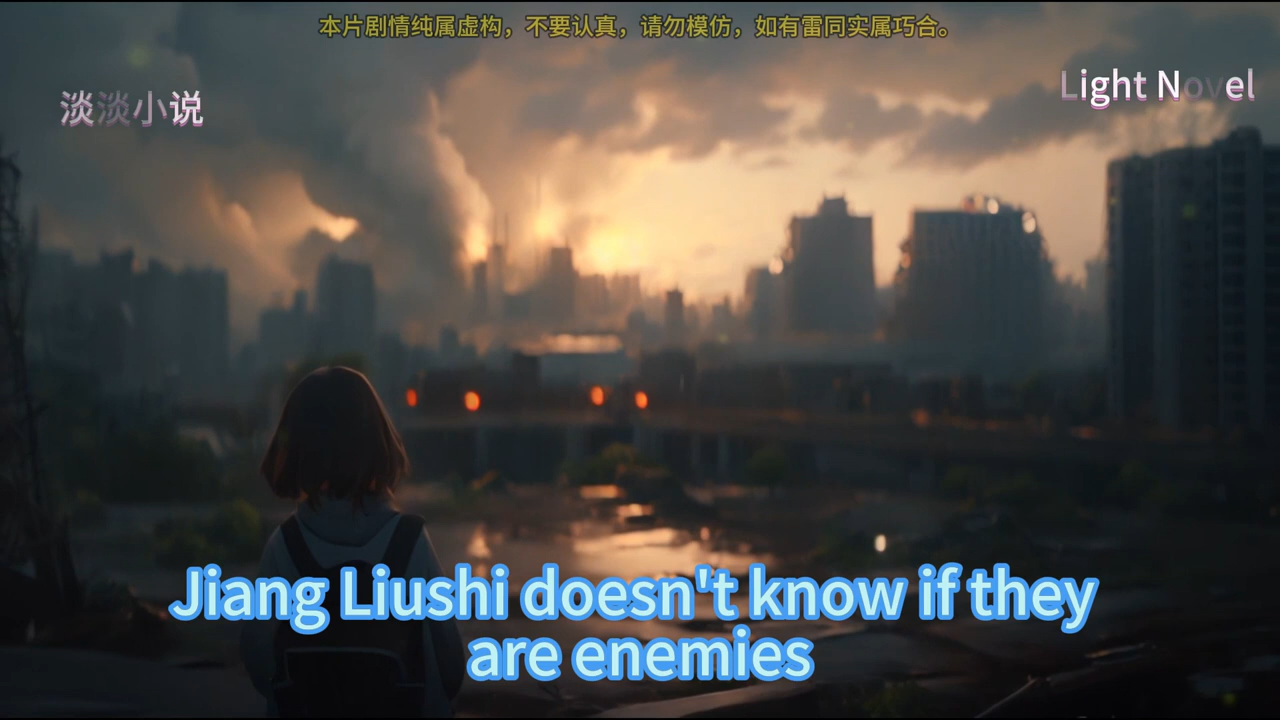 本片剧情纯属虚构，不要认真，请勿模仿，如有雷同实属巧合。
淡淡小说
Light Novel
Jiang Liushi doesn't know if they
are enemies